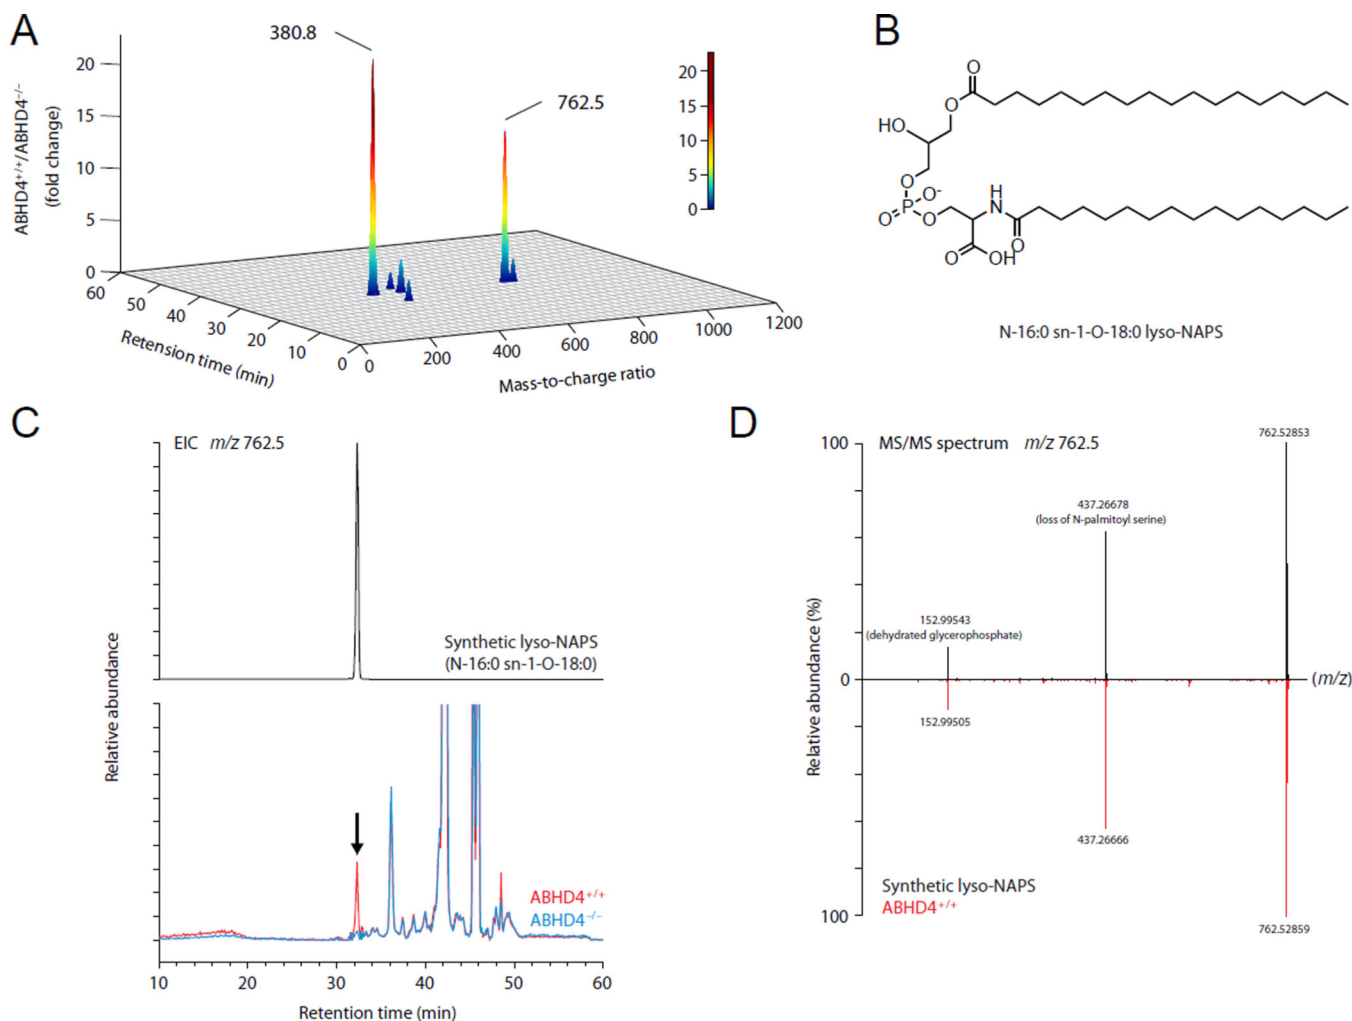 A
380.8
762.5
20
15
10
5
0
ABHD4+/+/ABHD4−/−
(fold change)
20
15
10
5
0
60
50
40
30
20
10
0
Retension time (min)
0
200
400
600
800
1000
1200
Mass-to-charge ratio
B
O
O
HO
O
O-
P
O
O
H
N
O
O
OH
N-16:0 sn-1-O-18:0 lyso-NAPS
C
EIC m/z 762.5
Synthetic lyso-NAPS
(N-16:0 sn-1-O-18:0)
Relative abundance
ABHD4+/+
ABHD4−/−
10
20
30
40
50
60
Retention time (min)
D
MS/MS spectrum m/z 762.5
762.52853
100
437.26678
(loss of N-palmitoyl serine)
152.99543
(dehydrated glycerophosphate)
0
(m/z)
152.99505
437.26666
Relative abundance (%)
Synthetic lyso-NAPS
ABHD4+/+
100
762.52859